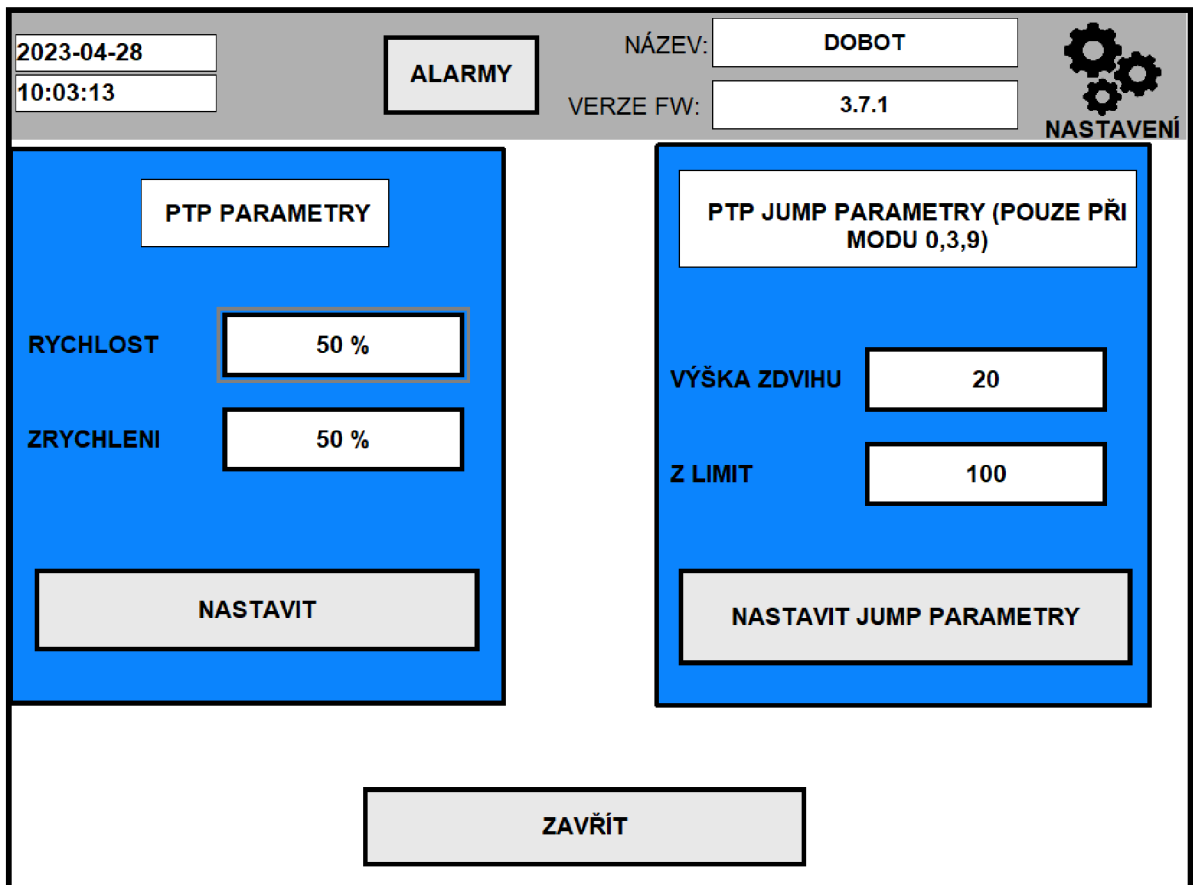 2023-04-28
10:03:13
ALARMY
NÁZEV:
DOBOT
VERZE FW:
3.7.1
NASTAVENÍ
PTP PARAMETRY
RYCHLOST
50 %
ZRYCHLENI
50 %
NASTAVIT
PTP JUMP PARAMETRY (POUZE PŘI
MODU 0,3,9)
VÝŠKA ZDVIHU
20
Z LIMIT
100
NASTAVIT JUMP PARAMETRY
ZAVŘÍT